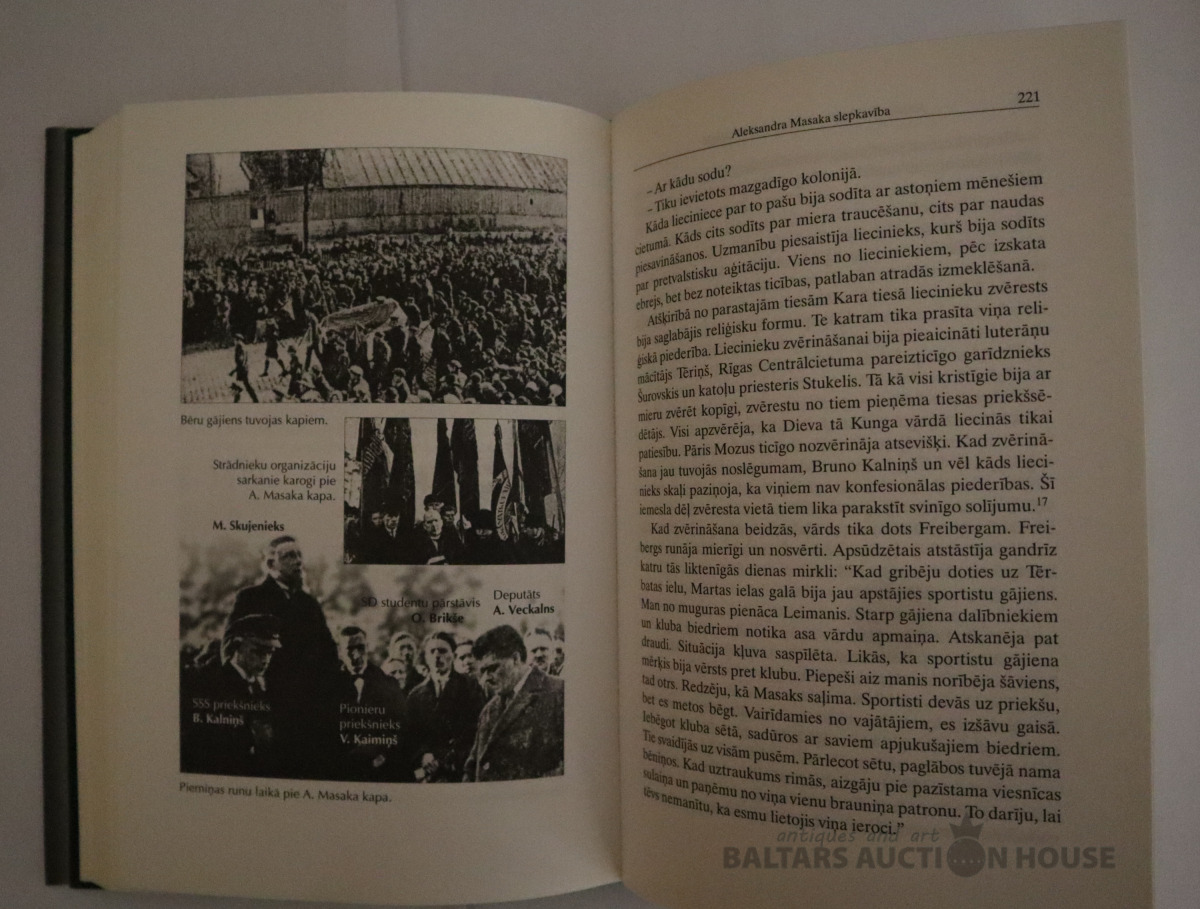 Bēru gājiens tuvojas kapiem.
Strādnieku organizāciju
sarkanie karogi pie
A. Masaka kapa.
M. Skujenieks
SD studentu pārstāvis
O. Brikše
Deputāts
A. Veckalns
SSS priekšnieks
B. Kalniņš
Pionieru
priekšnieks
V. Kaimiņš
Piemiņas runu laikā pie A. Masaka kapa.
Aleksandra Masaka slepkavība
221
– Ar kādu sodu?
– Tiku ievietots mazgadīgo kolonijā.
Kāda lieciniece par to pašu bija sodīta ar astoņiem mēnešiem
cietumā. Kāds cits sodīts par miera traucēšanu, cits par naudas
piesavināšanos. Uzmanību piesaistīja liecinieks, kurš bija sodīts
par pretvalstisku aģitāciju. Viens no lieciniekiem, pēc izskata
ebrejs, bet bez noteiktas ticības, patlaban atradās izmeklēšanā.
Atšķirībā no parastajām tiesām Kara tiesā liecinieku zvērests
bija saglabājis reliģisku formu. Te katram tika prasīta viņa reli-
ģiskā piederība. Liecinieku zvērināšanai bija pieaicināti luterāņu
mācītājs Tēriņš, Rīgas Centrālcietuma pareizticīgo garīdznieks
Šurovskis un katoļu priesteris Stukelis. Tā kā visi kristīgie bija ar
mieru zvērēt kopīgi, zvērestu no tiem pieņēma tiesas priekšsē-
dētājs. Visi apzvērēja, ka Dieva tā Kunga vārdā liecinās tikai
patiesību. Pāris Mozus ticīgo nozvērināja atsevišķi. Kad zvērinā-
šana jau tuvojās noslēgumam, Bruno Kalniņš un vēl kāds lieci-
nieks skaļi paziņoja, ka viņiem nav konfesionālas piederības. Šī
iemesla dēļ zvēresta vietā tiem lika parakstīt svinīgo solījumu.17
Kad zvērināšana beidzās, vārds tika dots Freibergam. Frei-
bergs runāja mierīgi un nosvērti. Apsūdzētais atstāstīja gandrīz
katru tās liktenīgās dienas mirkli: “Kad gribēju doties uz Tēr-
batas ielu, Martas ielas galā bija jau apstājies sportistu gājiens.
Man no muguras pienāca Leimanis. Starp gājiena dalībniekiem
un kluba biedriem notika asa vārdu apmaiņa. Atskanēja pat
draudi. Situācija kļuva saspīlēta. Likās, ka sportistu gājiena
mērķis bija vērsts pret klubu. Piepeši aiz manis norībēja šāviens,
tad otrs. Redzēju, kā Masaks saļima. Sportisti devās uz priekšu,
bet es metos bēgt. Vairīdamies no vajātājiem, es izšāvu gaisā.
Iebēgot kluba sētā, sadūros ar saviem apjukušajiem biedriem.
Tie svaidījās uz visām pusēm. Pārlecot sētu, paglābos tuvējā nama
bēniņos. Kad uztraukums rimās, aizgāju pie pazīstama viesnīcas
sulaiņa un paņēmu no viņa vienu brauniņa patronu. To darīju, lai
tēvs nemanītu, ka esmu lietojis viņa ieroci.”
antiques and art
BALTARS AUCTION HOUSE